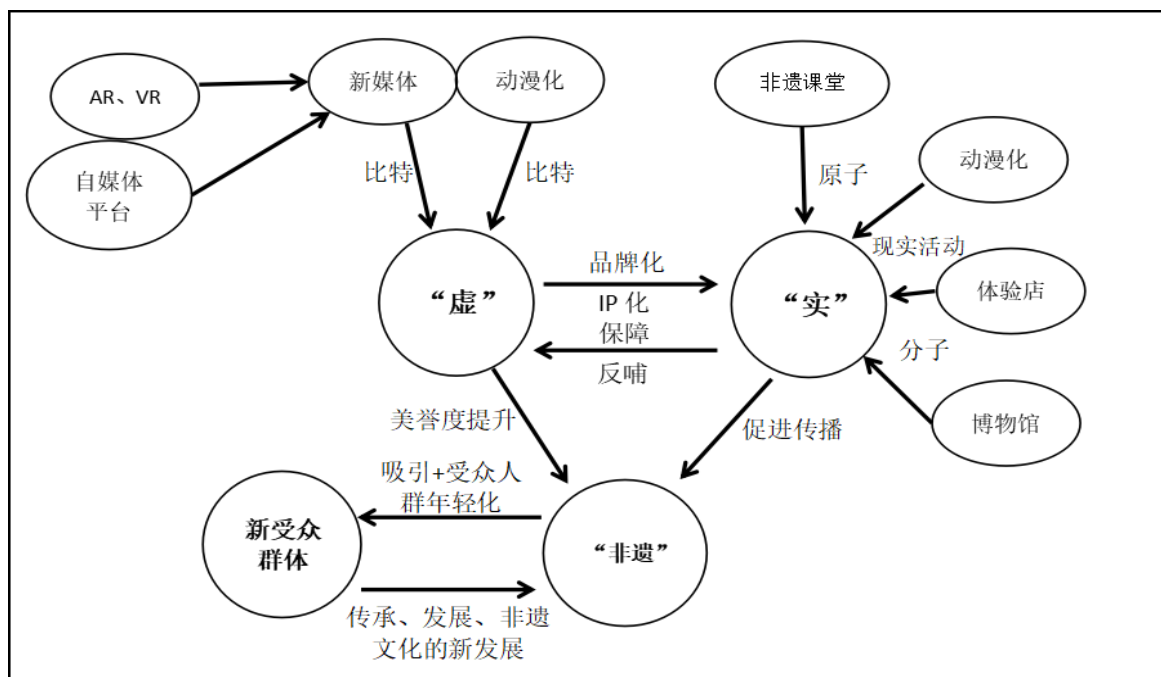 AR、VR
新媒体
动漫化
非遗课堂
自媒体
平台
比特
比特
原子
动漫化
现实活动
“虚”
品牌化
IP 化
保障
反哺
“实”
体验店
分子
博物馆
美誉度提升
促进传播
吸引+受众人
群年轻化
新受众
群体
“非遗”
传承、发展、非遗
文化的新发展